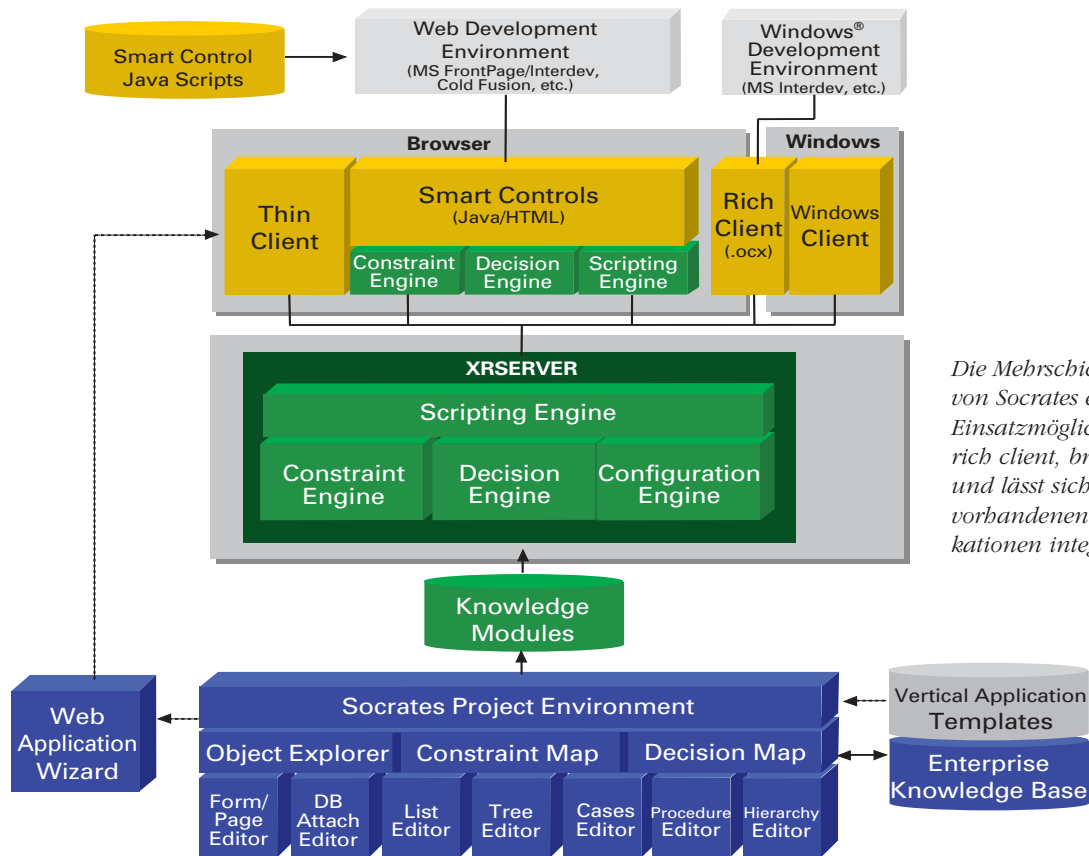 Smart Control
Java Scripts
Web Development
Environment
(MS FrontPage/Interdev,
Cold Fusion, etc.)
Windows®
Development
Environment
(MS Interdev, etc.)
Browser
Windows
Thin
Client
Smart Controls
(Java/HTML)
Constraint
Engine
Decision
Engine
Scripting
Engine
Rich
Client
(.ocx)
Windows
Client
XRSERVER
Scripting Engine
Constraint
Engine
Decision
Engine
Configuration
Engine
Die Mehrschic
von Socrates e
Einsatzmöglic
rich client, br
und lässt sich
vorhandenen
kationen integ
Knowledge
Modules
Web
Application
Wizard
Socrates Project Environment
Object Explorer
Constraint Map
Decision Map
Form/
Page
Editor
DB
Attach
Editor
List
Editor
Tree
Editor
Cases
Editor
Procedure
Editor
Hierarchy
Editor
Vertical Application
Templates
Enterprise
Knowledge Base